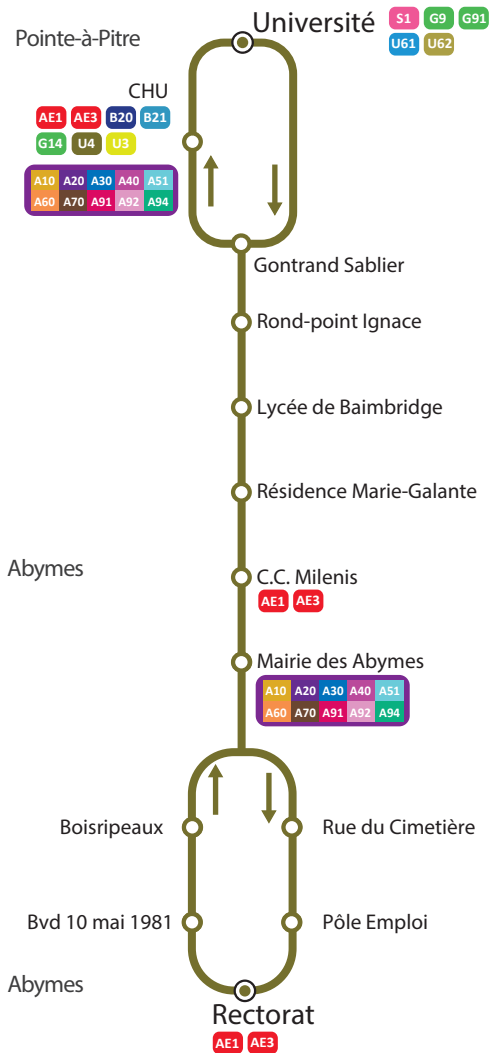 Pointe-à-Pitre
Université
S1 G9 G91
U61 U62
CHU
AE1 AE3 B20 B21
G14 U4 U3
A10 A20 A30 A40 A51
A60 A70 A91 A92 A94
Gontrand Sablier
Rond-point Ignace
Lycée de Baimbridge
Résidence Marie-Galante
Abymes
C.C. Milenis
AE1 AE3
Mairie des Abymes
A10 A20 A30 A40 A51
A60 A70 A91 A92 A94
Boisripeaux
Rue du Cimetière
Bvd 10 mai 1981
Pôle Emploi
Abymes
Rectorat
AE1 AE3